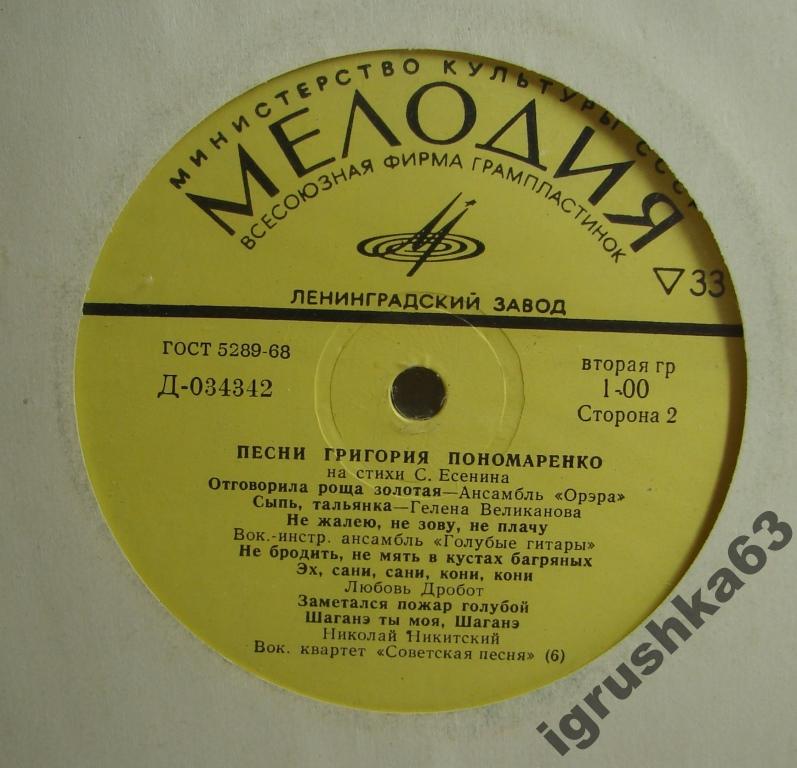 МИНИСТЕРСТВО КУЛЬТУРЫ СССР
МЕЛОДИЯ
ВСЕСОЮЗНАЯ ФИРМА ГРАМПЛАСТИНОК
33
ЛЕНИНГРАДСКИЙ ЗАВОД
ГОСТ 5289-68
вторая гр
Д-034342
1-00
Сторона 2
ПЕСНИ ГРИГОРИЯ ПОНОМАРЕНКО
на стихи С. Есенина
Отговорила роща золотая—Ансамбль «Орэра»
Сыпь, тальянка—Гелена Великанова
Не жалею, не зову, не плачу
Вок.-инстр. ансамбль «Голубые гитары»
Не бродить, не мять в кустах багряных
Эх, сани, сани, кони, кони
Любовь Дробот
Заметался пожар голубой
Шаганэ ты моя, Шаганэ
Николай Никитский
Вок. квартет «Советская песня» (6)
igrushka63